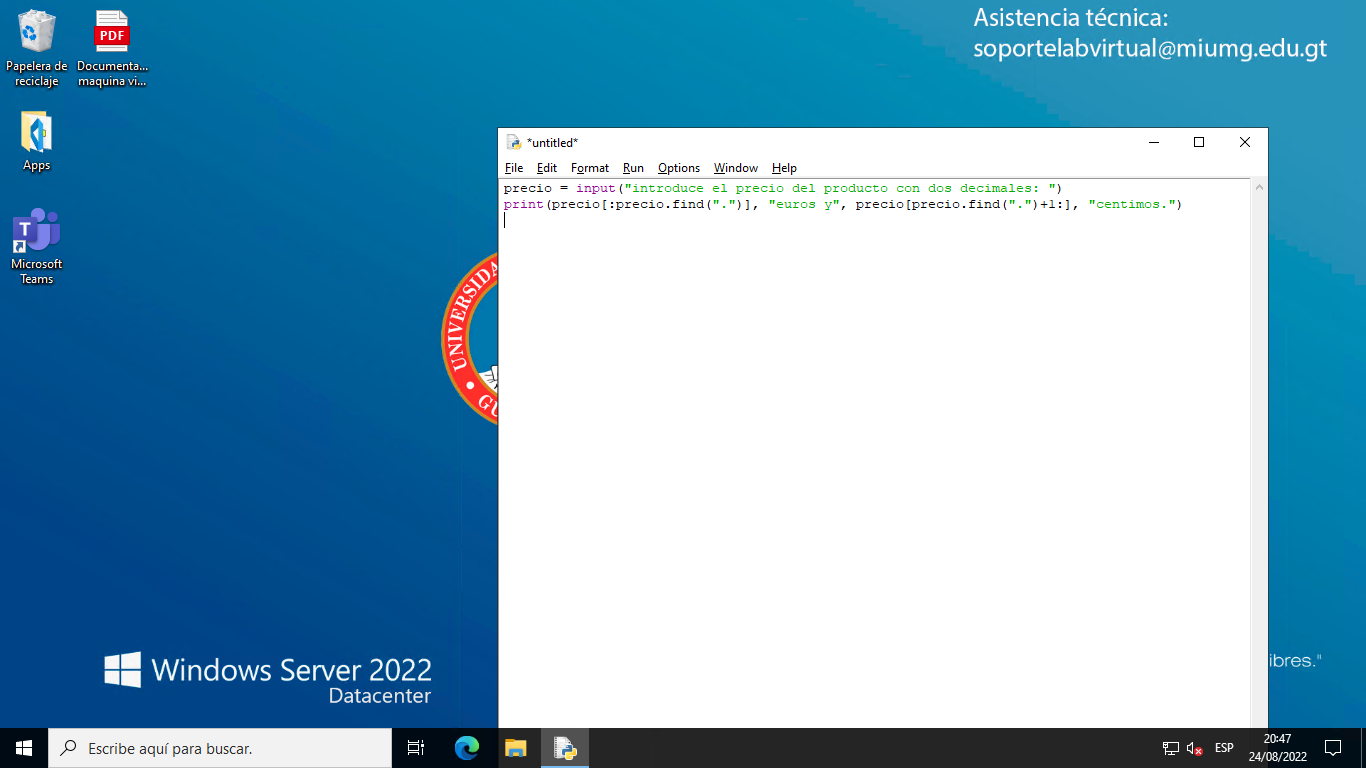 Papelera de
reciclaje
PDF
Documenta...
maquina vi...
Apps
T
Microsoft
Teams
Asistencia técnica:
soportelabvirtual@miumg.edu.gt
*untitled*
File Edit Format Run Options Window Help
precio = input("introduce el precio del producto con dos decimales: ")
print(precio[:precio.find(".")], "euros y", precio[precio.find(".")+1:], "centimos.")
UNIVERSIDA
GU
Windows Server 2022
Datacenter
ibres."
Escribe aquí para buscar.
ESP
20:47
24/08/2022